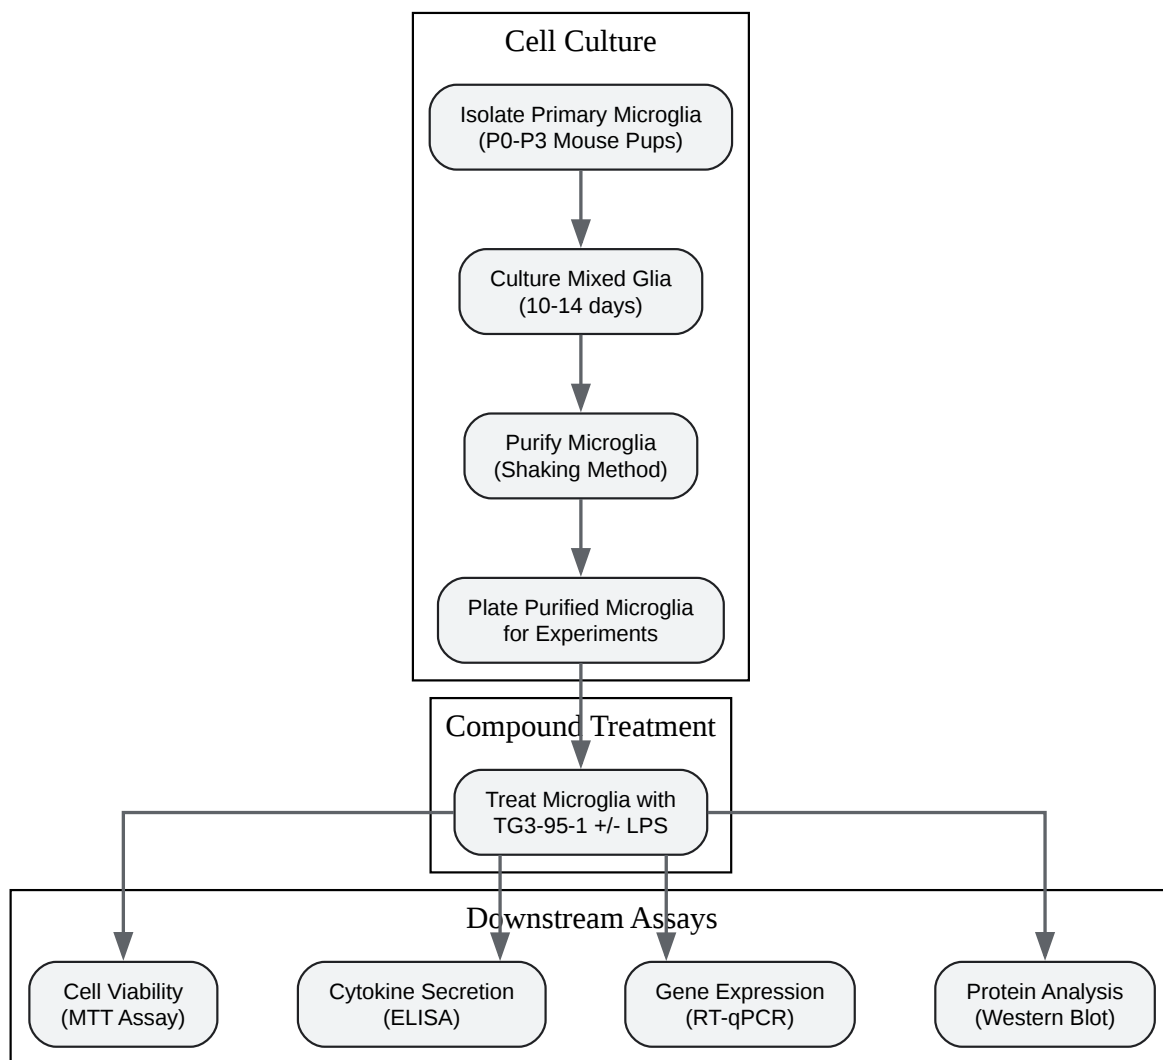 Cell Culture
Isolate Primary Microglia
(P0-P3 Mouse Pups)
Culture Mixed Glia
(10-14 days)
Purify Microglia
(Shaking Method)
Plate Purified Microglia
for Experiments
Compound Treatment
Treat Microglia with
TG3-95-1 +/- LPS
Downstream Assays
Cell Viability
(MTT Assay)
Cytokine Secretion
(ELISA)
Gene Expression
(RT-qPCR)
Protein Analysis
(Western Blot)